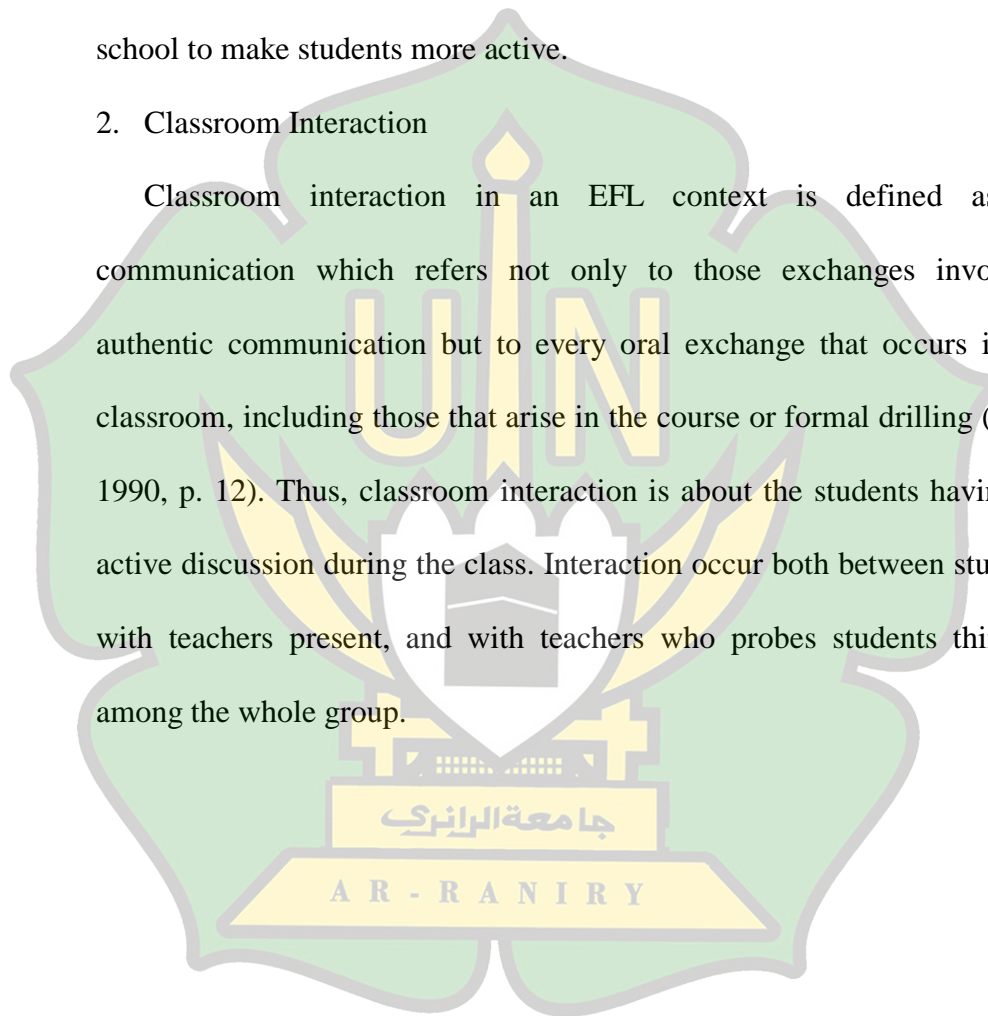 school to make students more active.
2. Classroom Interaction
Classroom interaction in an EFL context is defined as
communication which refers not only to those exchanges invo
authentic communication but to every oral exchange that occurs i
classroom, including those that arise in the course or formal drilling (
1990, p. 12). Thus, classroom interaction is about the students havin
active discussion during the class. Interaction occur both between stu
with teachers present, and with teachers who probes students thin
among the whole group.
UIN
جامعة الرانري
AR-RANIRY